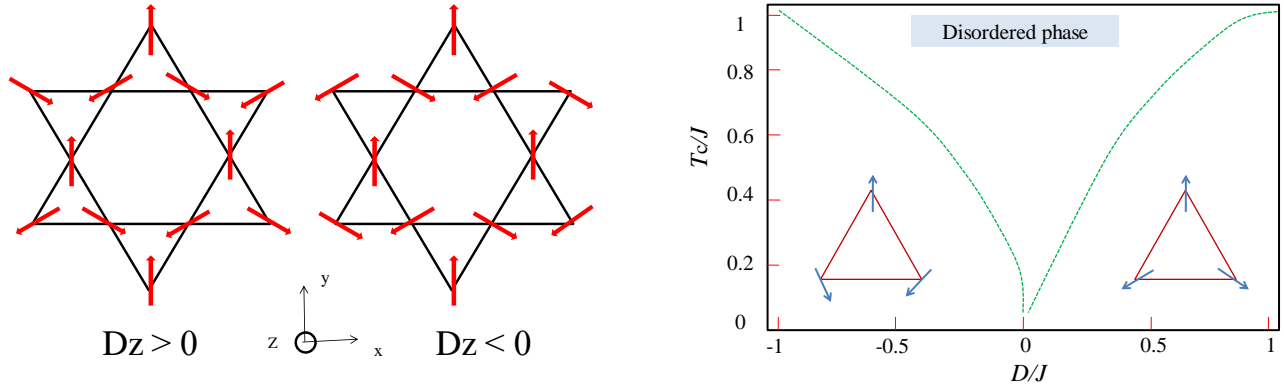 Dz > 0
z
y
x
Dz < 0
Disordered phase
Tc/J
1
0.8
0.6
0.4
0.2
0
-1
-0.5
0
0.5
1
D/J